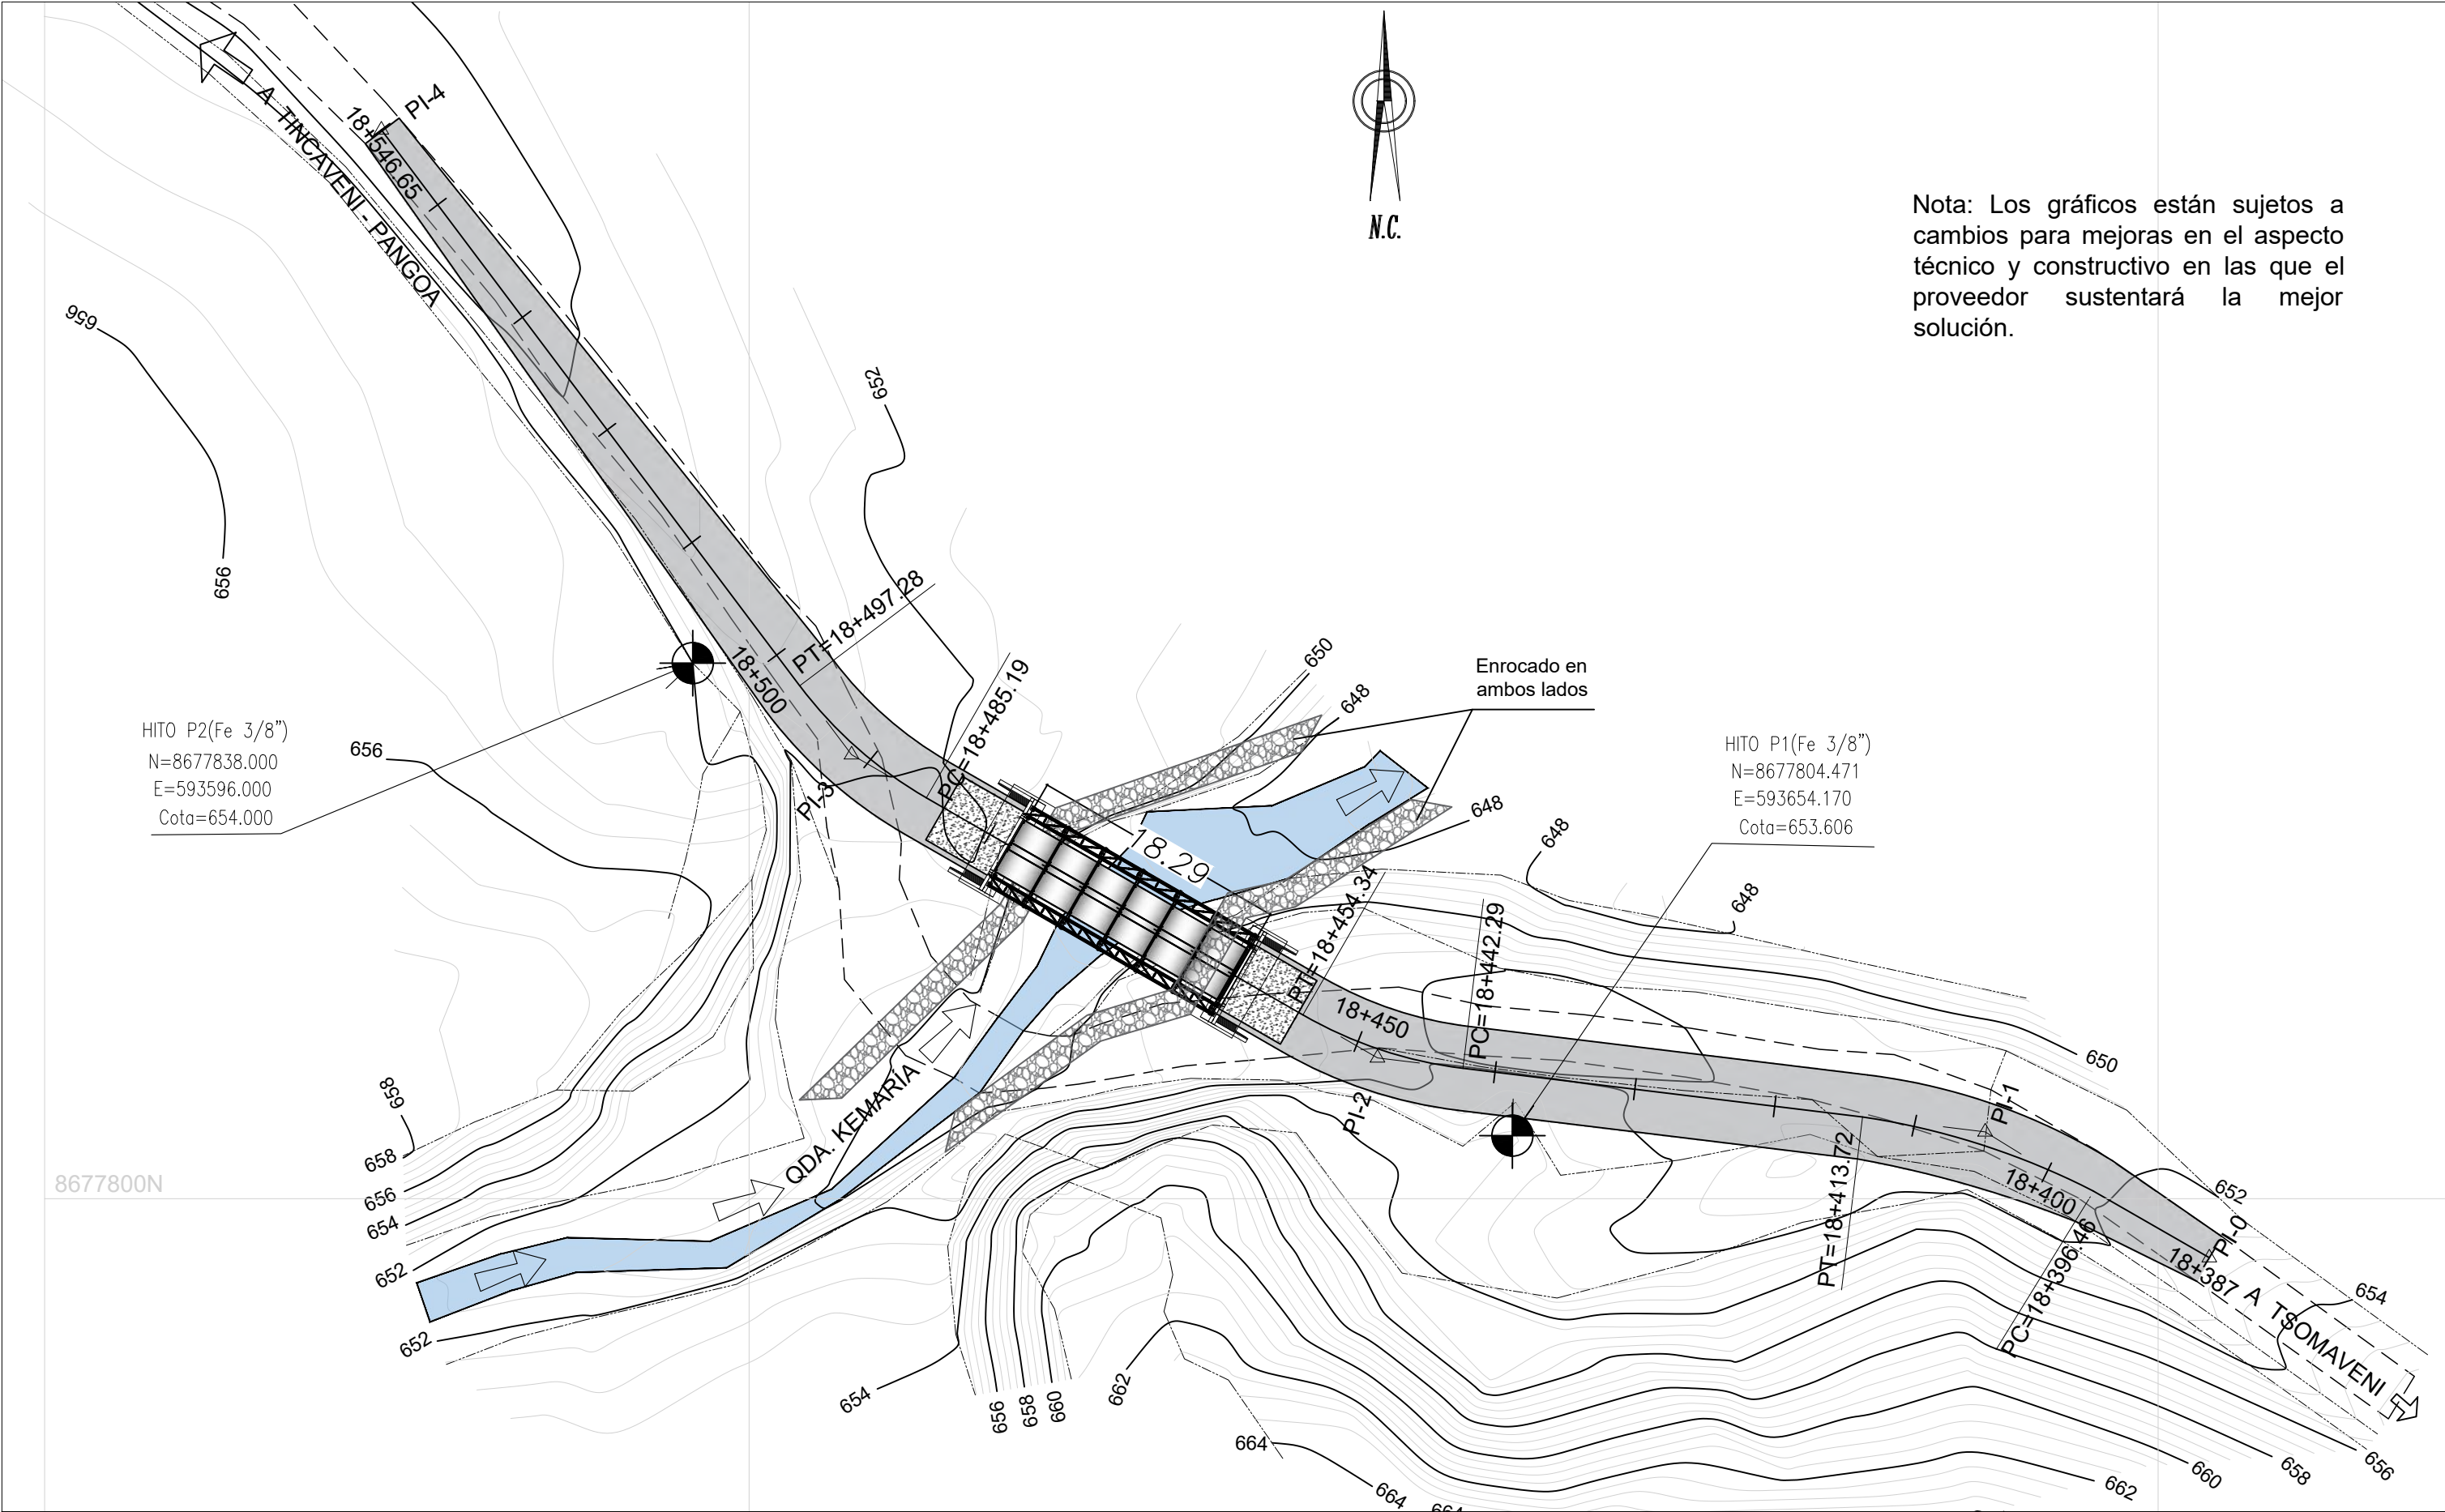 PI-4
18+546.65
A TINCAVENI - PANGOA
N.C.
Nota: Los gráficos están sujetos a
cambios para mejoras en el aspecto
técnico y constructivo en las que el
proveedor sustentará la mejor
solución.
656
652
656
PT=18+497.28
18+500
PC=18+485.19
650
648
Enrocado en
ambos lados
HITO P2(Fe 3/8")
N=8677838.000
E=593596.000
Cota=654.000
656
PI-3
HITO P1(Fe 3/8")
N=8677804.471
E=593654.170
Cota=653.606
648
648
648
18.29
PT=18+454.34
PC=18+442.29
18+450
650
658
658
656
654
652
652
QDA. KEMARÍA
8677800N
PI-2
PI-1
PT=18+413.72
18+400
PC=18+396.46
652
PI-0
18+387
A TSOMAVENI
654
654
656
658
660
662
664
664
664
662
660
658
656